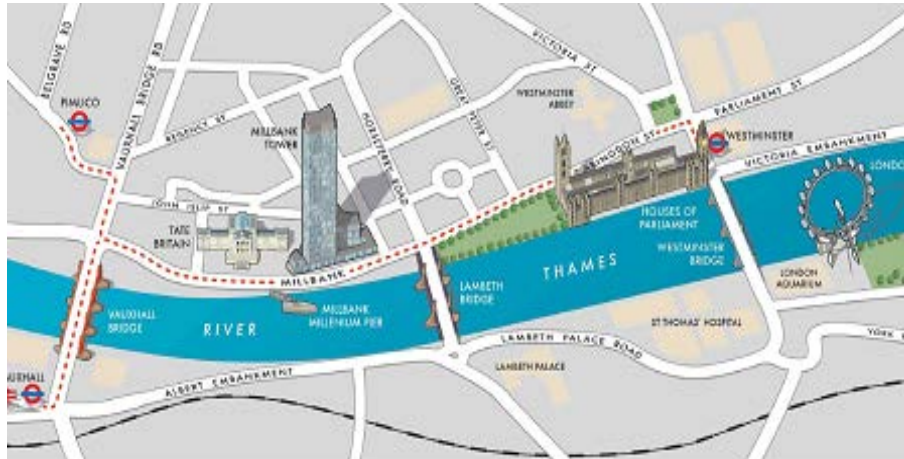 BELGRAVE RD
PIMLICO
VAUXHALL BRIDGE RD
REGENCY ST
MILLBANK
TOWER
HORSEFERRY ROAD
GREAT PETER ST
VICTORIA ST
WESTMINSTER
ABBEY
ABINGDON ST
PARLIAMENT ST
WESTMINSTER
VICTORIA EMBANKMENT
LONDO
JOHN ISLIP ST
TATE
BRITAIN
MILLBANK
HOUSES OF
PARLIAMENT
WESTMINSTER
BRIDGE
THAMES
LONDON
AQUARIUM
VAUXHALL
BRIDGE
RIVER
MILLBANK
MILLENIUM PIER
LAMBETH
BRIDGE
ST THOMAS' HOSPITAL
LAMBETH PALACE ROAD
YORK
LAMBETH PALACE
AUXHALL
ALBERT EMBANKMENT